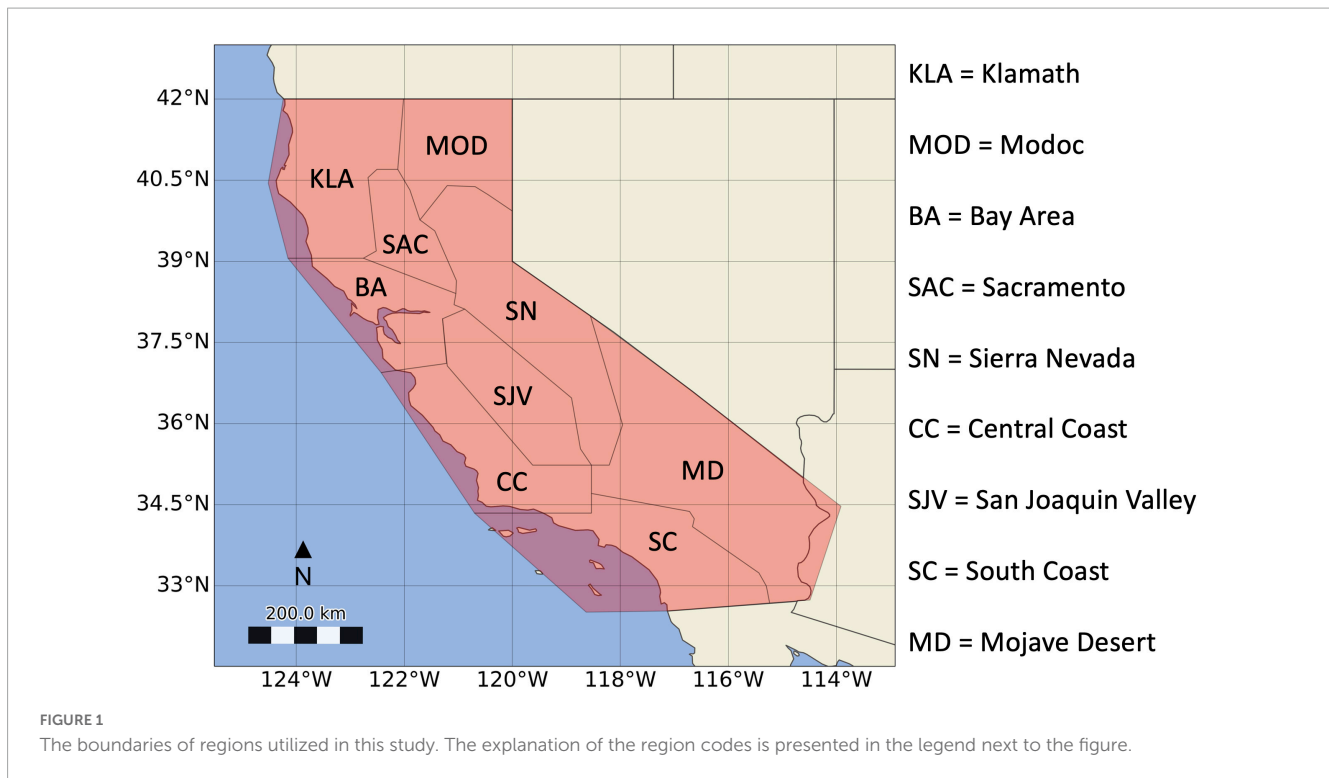 42°N
40.5°N
39°N
37.5°N
36°N
34.5°N
33°N
KLA
MOD
SAC
BA
SN
SJV
CC
MD
SC
N
200.0 km
124°W 122°W 120°W 118°W 116°W 114°W
KLA = Klamath
MOD = Modoc
BA = Bay Area
SAC = Sacramento
SN = Sierra Nevada
CC = Central Coast
SJV = San Joaquin Valley
SC = South Coast
MD = Mojave Desert
FIGURE 1
The boundaries of regions utilized in this study. The explanation of the region codes is presented in the legend next to the figure.